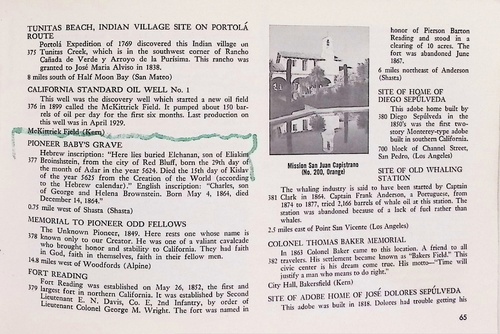 TUNITAS BEACH, INDIAN VILLAGE SITE ON PORTOLÁ
ROUTE
Portolá Expedition of 1769 discovered this Indian village on
375 Tunitas Creek, which is in the southwest corner of Rancho
Cañada de Verde y Arroyo de la Purisima. This rancho was
granted to José Maria Alviso in 1838.
8 miles south of Half Moon Bay (San Mateo)
CALIFORNIA STANDARD OIL WELL No. 1
This well was the discovery well which started a new oil field
376 in 1899 called the McKittrick Field. It pumped about 150 bar-
rels of oil per day for the first six months. Last production on
this well was in April 1929.
McKittrick Field (Kern)
PIONEER BABY'S GRAVE
Hebrew inscription: "Here lies buried Elchanan, son of Eliakim
377 Broinshstein, from the city of Red Bluff, born the 29th day of
the month of Adar in the year 5624. Died the 15th day of Kislav
of the year 5625 from the Creation of the World (according
to the Hebrew calendar)." English inscription: "Charles, son
of George and Helena Brownstein. Born May 4, 1864, died
December 14, 1864."
0.75 mile west of Shasta (Shasta)
MEMORIAL TO PIONEER ODD FELLOWS
The Unknown Pioneer, 1849. Here rests one whose name is
378 known only to our Creator. He was one of a valiant cavalcade
who brought honor and stability to California. They had faith
in God, faith in themselves, faith in their fellow men.
14.8 miles west of Woodfords (Alpine)
FORT READING
Fort Reading was established on May 26, 1852, the first and
379 largest fort in northern California. It was established by Second
Lieutenant E. N. Davis, Co. E, 2nd Infantry, by order of
Lieutenant Colonel George M. Wright. The fort was named in
Mission San Juan Capistrano
(No. 200, Orange)
honor of Pierson Barton
Reading and stood in a
clearing of 10 acres. The
fort was abandoned June
1867.
6 miles northeast of Anderson
(Shasta)
SITE OF HOME OF
DIEGO SEPÚLVEDA
This adobe home built by
380 Diego Sepúlveda in the
1850's was the first two-
story Monterey-type adobe
built in southern California.
700 block of Channel Street,
San Pedro, (Los Angeles)
SITE OF OLD WHALING
STATION
The whaling industry is said to have been started by Captain
381 Clark in 1864. Captain Frank Anderson, a Portuguese, from
1874 to 1877, tried 2,166 barrels of whale oil at this station. The
station was abandoned because of a lack of fuel rather than
whales.
2.5 miles east of Point San Vicente (Los Angeles)
COLONEL THOMAS BAKER MEMORIAL
In 1863 Colonel Baker came to this location. A friend to all
382 travelers. His settlement became known as "Bakers Field." This
civic center is his dream come true. His motto—"Time will
justify a man who means to do right."
City Hall, Bakersfield (Kern)
SITE OF ADOBE HOME OF JOSÉ DOLORES SEPÚLVEDA
This adobe was built in 1818. Dolores had trouble getting his
65